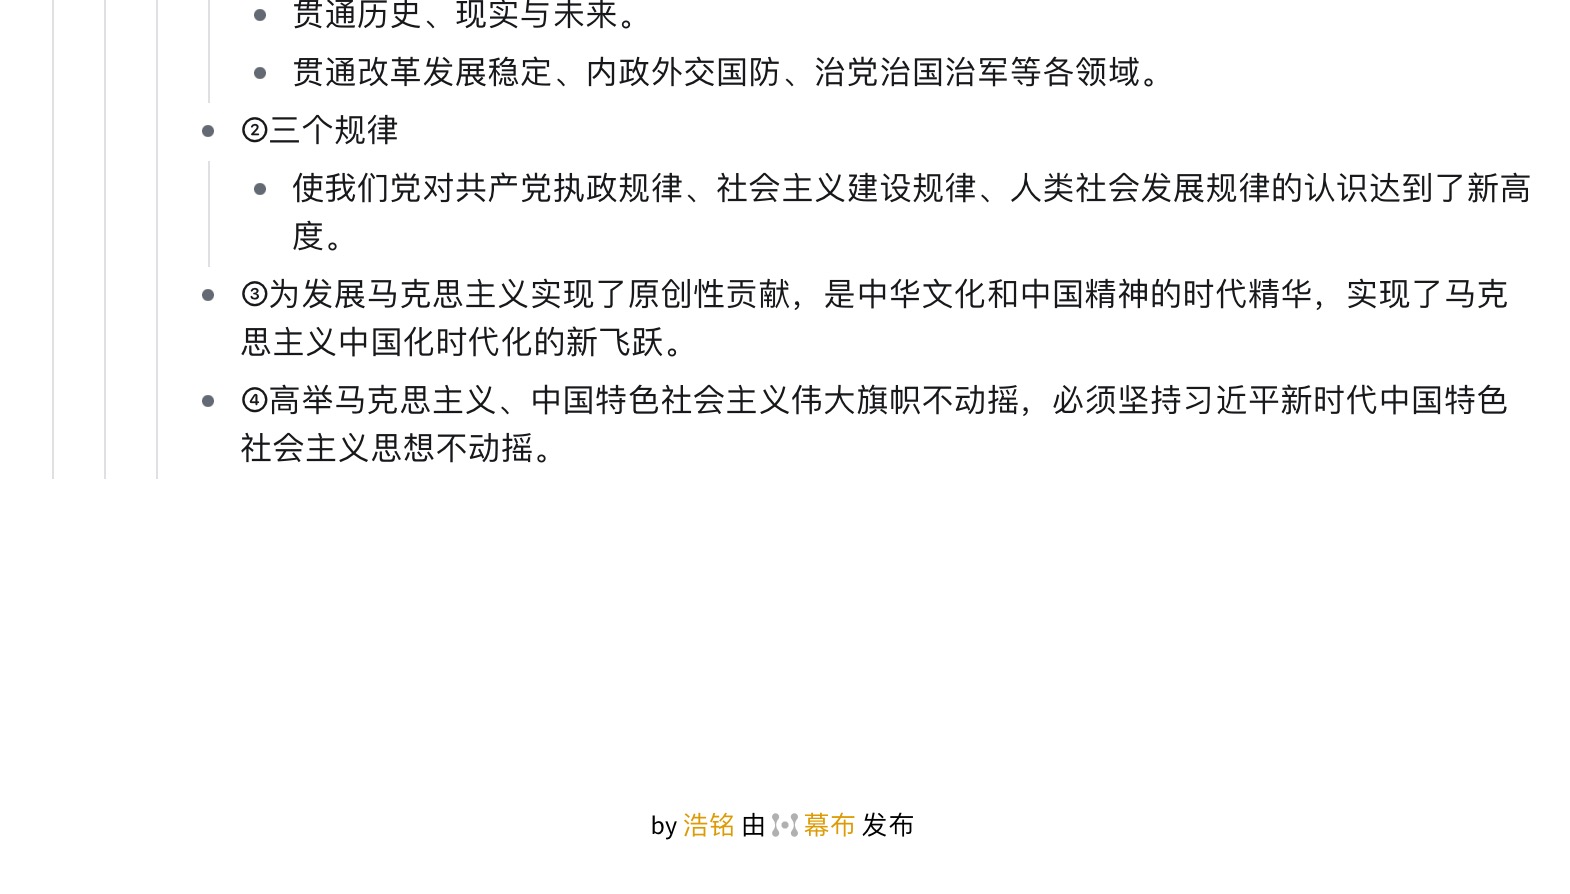 贯通历史、现实与未来。
贯通改革发展稳定、内政外交国防、治党治国治军等各领域。
②三个规律
使我们党对共产党执政规律、社会主义建设规律、人类社会发展规律的认识达到了新高
度。
③为发展马克思主义实现了原创性贡献，是中华文化和中国精神的时代精华，实现了马克
思主义中国化时代化的新飞跃。
④高举马克思主义、中国特色社会主义伟大旗帜不动摇，必须坚持习近平新时代中国特色
社会主义思想不动摇。
by 浩铭 由 幕布 发布